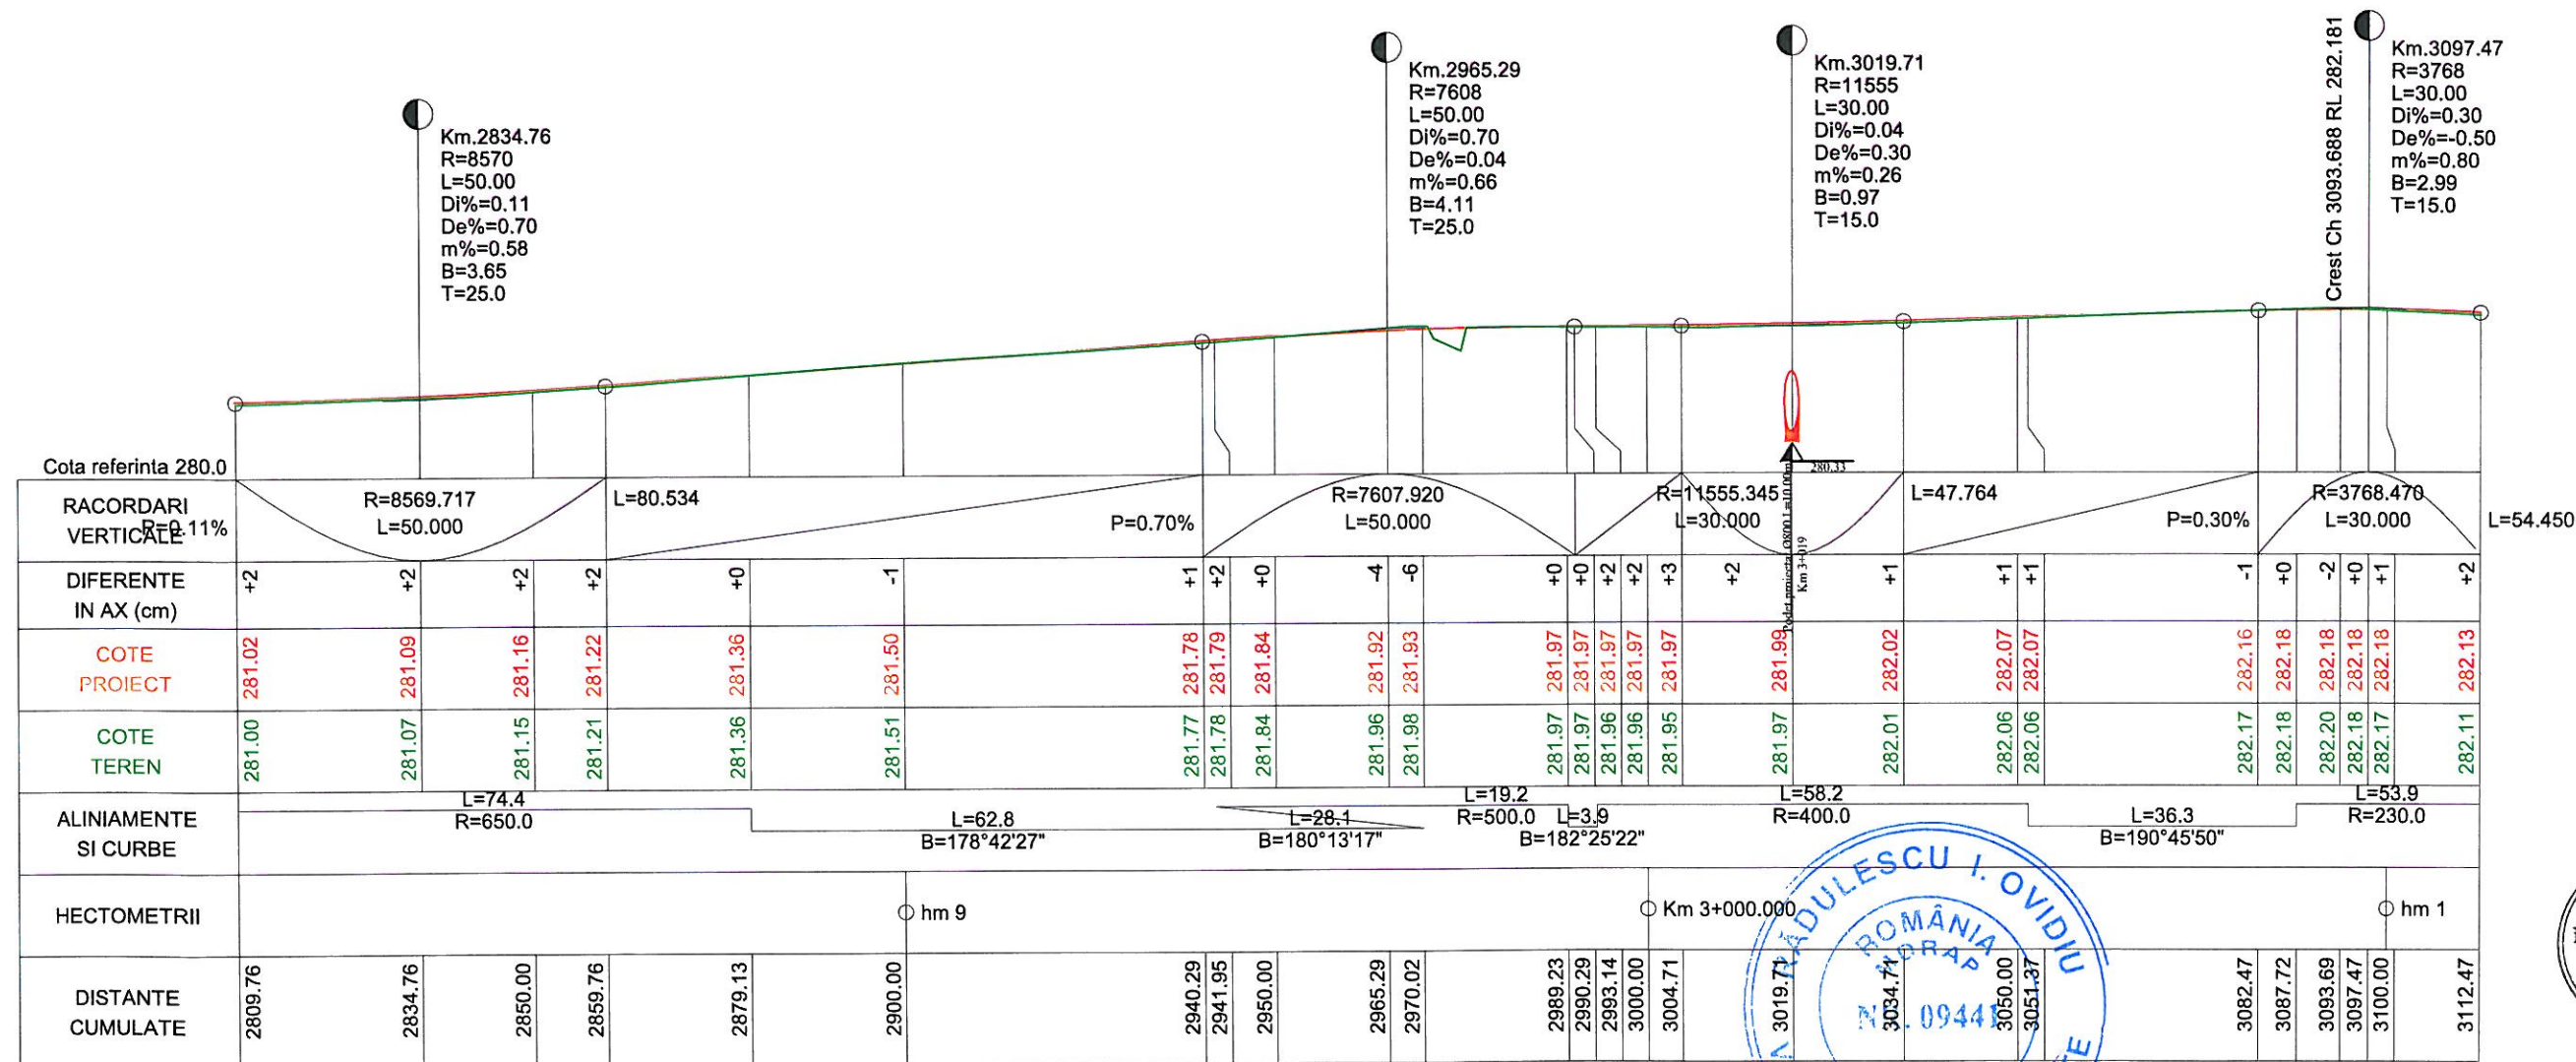 Km.2834.76
R=8570
L=50.00
Di%=0.11
De%=0.70
m%=0.58
B=3.65
T=25.0
Km.2965.29
R=7608
L=50.00
Di%=0.70
De%=0.04
m%=0.66
B=4.11
T=25.0
Km.3019.71
R=11555
L=30.00
Di%=0.04
De%=0.30
m%=0.26
B=0.97
T=15.0
Crest Ch 3093.688 RL 282.181
Km.3097.47
R=3768
L=30.00
Di%=0.30
De%=-0.50
m%=0.80
B=2.99
T=15.0
Cota referinta 280.0
280.33
RACORDARI
VERTICALE
R=0.11%
R=8569.717
L=50.000
L=80.534
P=0.70%
R=7607.920
L=50.000
R=11555.345
L=30.000
Podet proiectat Ø800 L=10.00m
Km 3+019
L=47.764
P=0.30%
R=3768.470
L=30.000
L=54.450
DIFERENTE
IN AX (cm)
+2 +2 +2 +2 +0 -1 +1 +2 +0 -4 -6 +0 +0 +2 +2 +3 +2 +1 +1 +1 -1 +0 -2 +0 +1 +2
COTE
PROIECT
281.02 281.09 281.16 281.22 281.36 281.50 281.78 281.79 281.84 281.92 281.93 281.97 281.97 281.97 281.97 281.97 281.99 282.02 282.07 282.07 282.16 282.18 282.18 282.18 282.18 282.13
COTE
TEREN
281.00 281.07 281.15 281.21 281.36 281.51 281.77 281.78 281.84 281.96 281.98 281.97 281.97 281.96 281.96 281.95 281.97 282.01 282.06 282.06 282.17 282.18 282.20 282.18 282.17 282.11
ALINIAMENTE
SI CURBE
L=74.4
R=650.0
L=62.8
B=178°42'27"
L=28.1
B=180°13'17"
L=19.2
R=500.0
L=3.9
B=182°25'22"
L=58.2
R=400.0
L=36.3
B=190°45'50"
L=53.9
R=230.0
HECTOMETRII
hm 9
Km 3+000.000
hm 1
DISTANTE
CUMULATE
2809.76 2834.76 2850.00 2859.76 2879.13 2900.00 2940.29 2941.95 2950.00 2965.29 2970.02 2989.23 2990.29 2993.14 3000.00 3004.71 3019.71 3034.71 3050.00 3051.37 3082.47 3087.72 3093.69 3097.47 3100.00 3112.47
RĂDULESCU I. OVIDIU
ROMÂNIA
09441